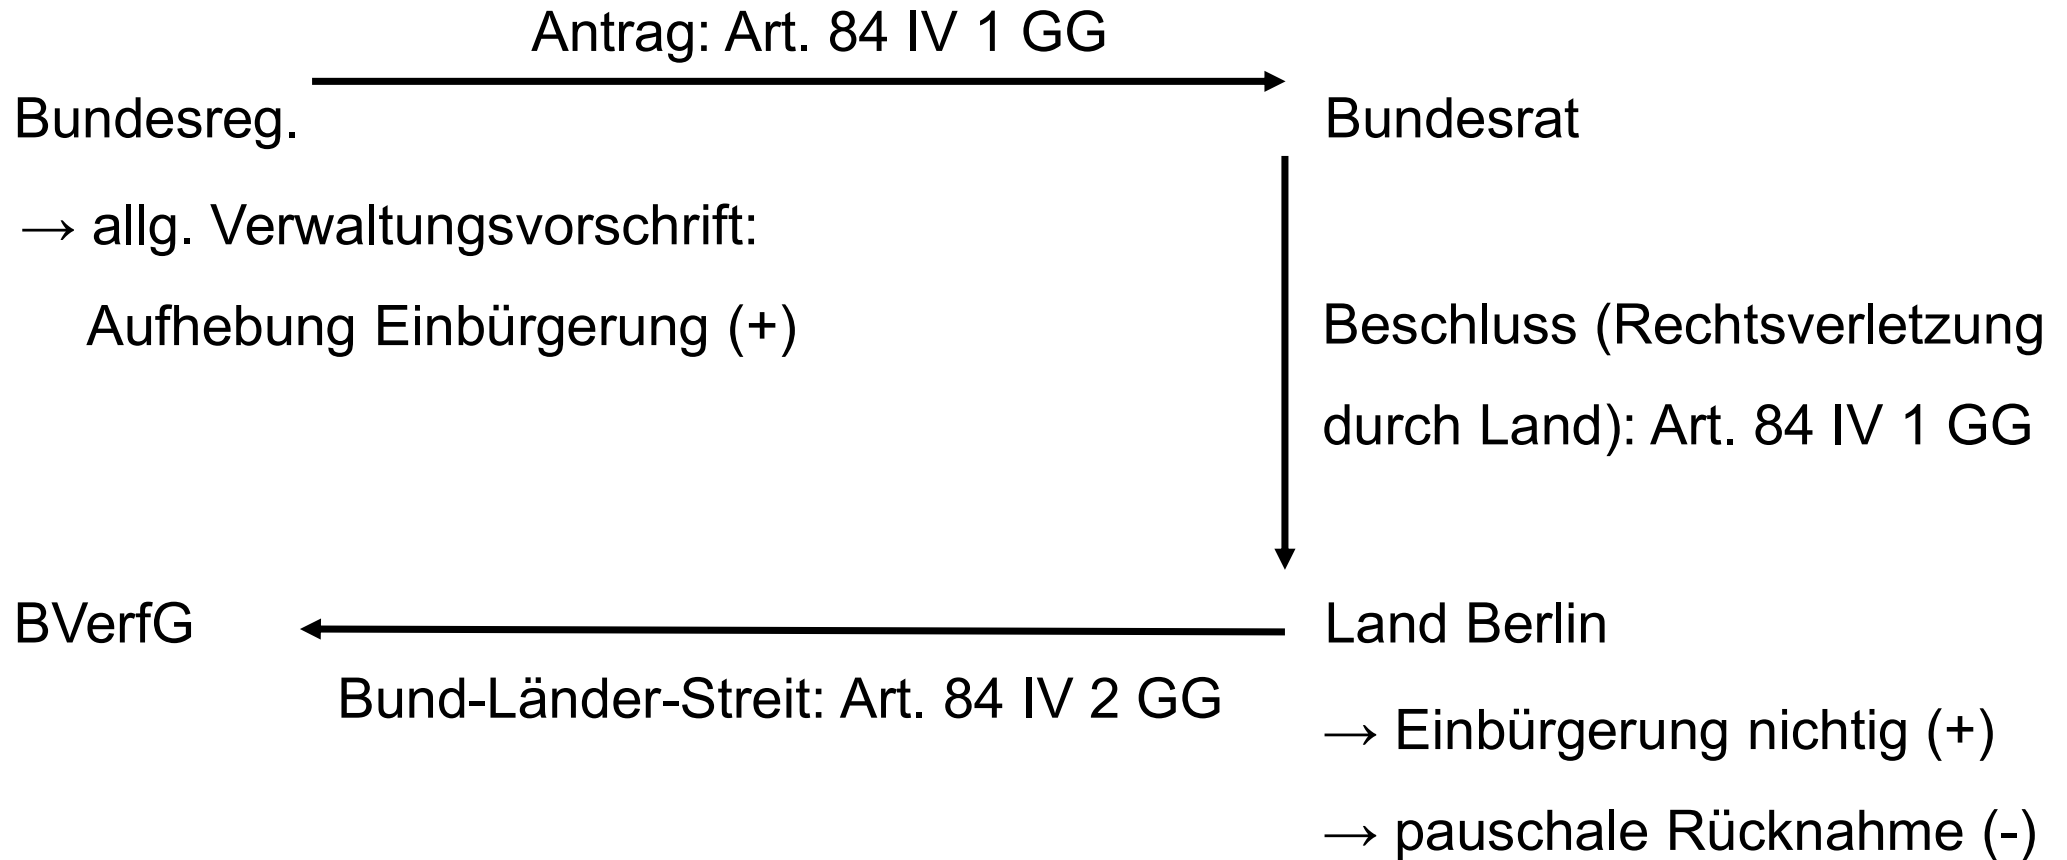 Antrag: Art. 84 IV 1 GG
Bundesreg.
Bundesrat
→ allg. Verwaltungsvorschrift:
Aufhebung Einbürgerung (+)
Beschluss (Rechtsverletzung
durch Land): Art. 84 IV 1 GG
BVerfG
Land Berlin
Bund-Länder-Streit: Art. 84 IV 2 GG
→ Einbürgerung nichtig (+)
→ pauschale Rücknahme (-)